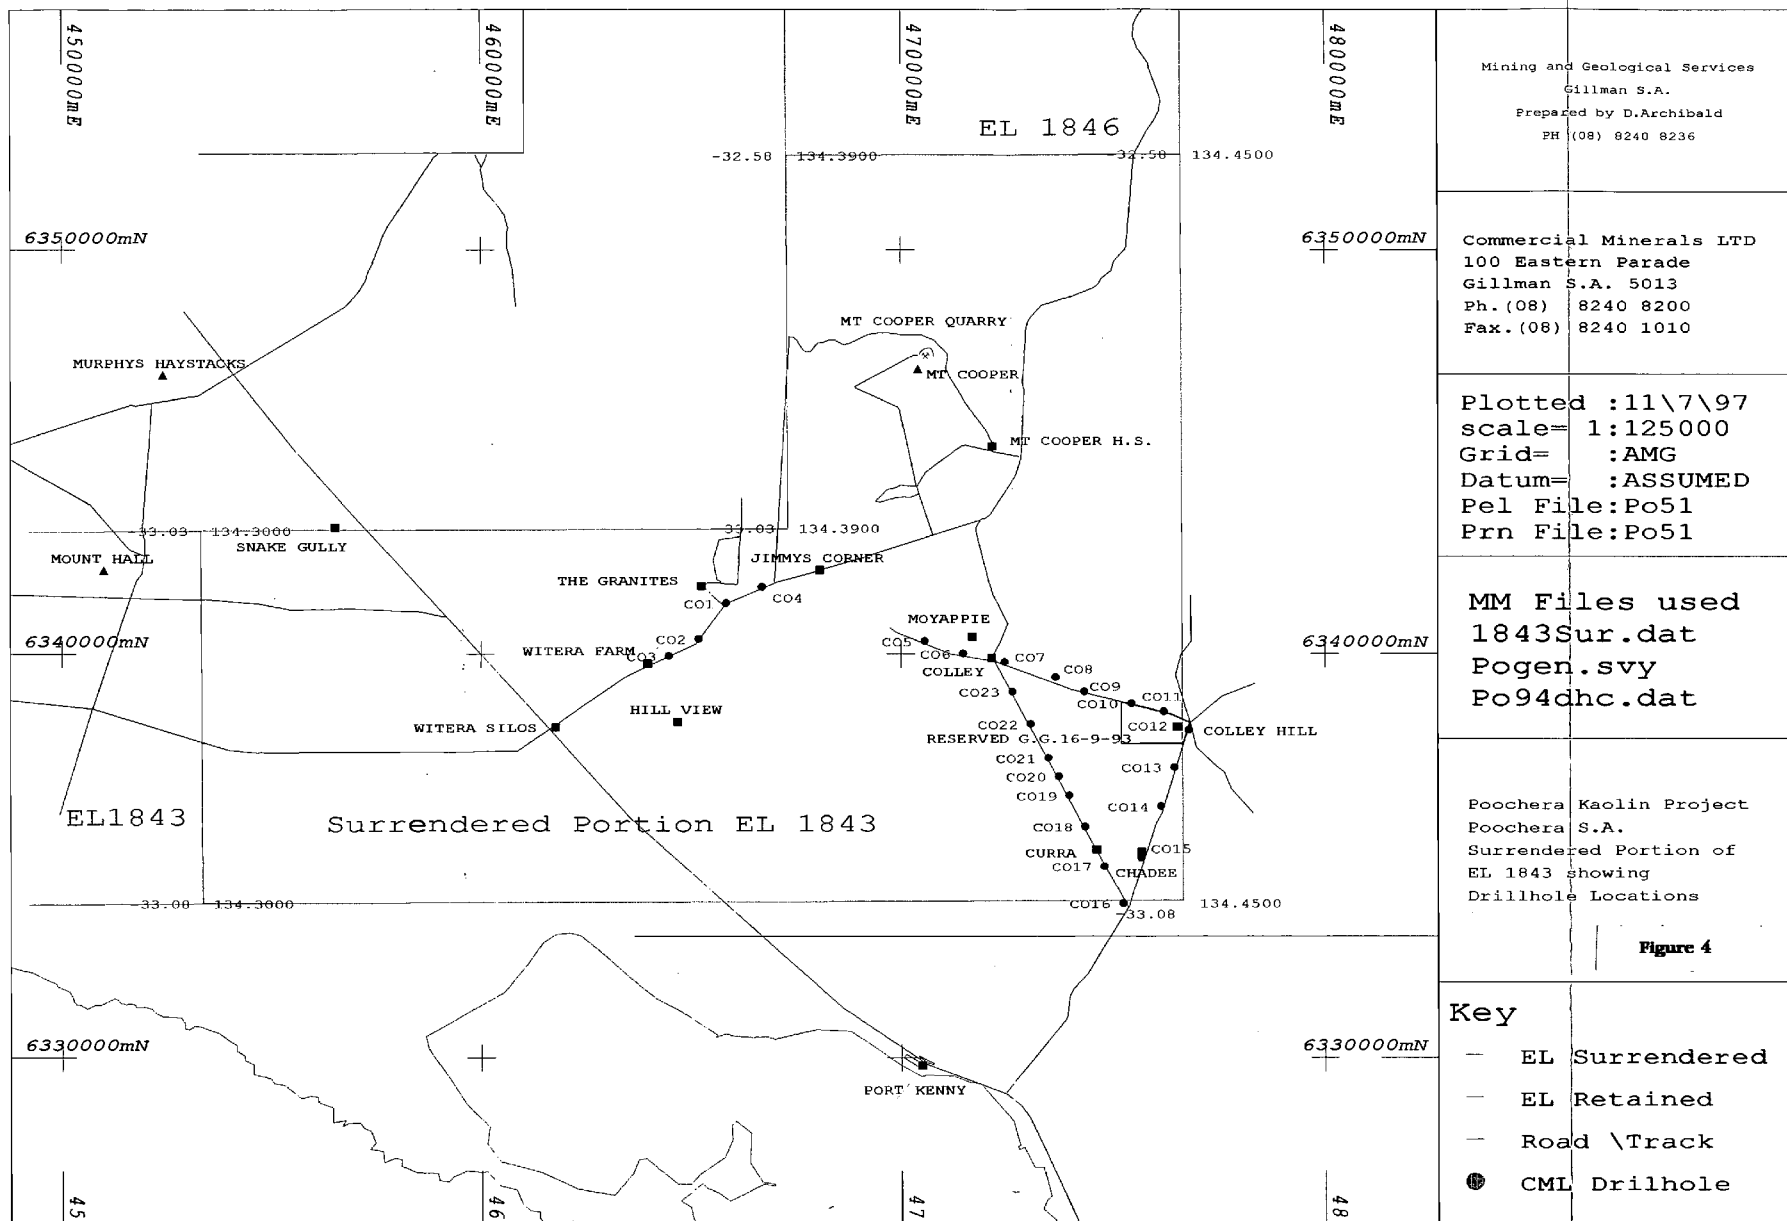 450000mE
460000mE
470000mE
480000mE
EL 1846
-32.58 134.3900
-32.58 134.4500
6350000mN
6350000mN
MT COOPER QUARRY
MURPHYS HAYSTACKS
MT COOPER
MT COOPER H.S.
-33.03 134.3000
-33.03 134.3900
SNAKE GULLY
MOUNT HALL
JIMMYS CORNER
THE GRANITES
CO1
CO4
MOYAPPIE
6340000mN
6340000mN
CO2
CO5
WITERA FARM
CO3
CO6
CO7
COLLEY
CO8
CO9
CO23
CO10
CO11
HILL VIEW
WITERA SILOS
CO22
CO12
COLLEY HILL
RESERVED G.G.16-9-93
CO21
CO13
CO20
CO19
CO14
EL1843
Surrendered Portion EL 1843
CO18
CURRA
CO15
CO17
CHADEE
-33.08 134.3000
CO16
134.4500
-33.08
6330000mN
6330000mN
PORT KENNY
45
46
47
48
Mining and Geological Services
Gillman S.A.
Prepared by D.Archibald
PH (08) 8240 8236
Commercial Minerals LTD
100 Eastern Parade
Gillman S.A. 5013
Ph.(08) 8240 8200
Fax.(08) 8240 1010
Plotted :11\7\97
scale= 1:125000
Grid= :AMG
Datum= :ASSUMED
Pel File:Po51
Prn File:Po51
MM Files used
1843Sur.dat
Pogen.svy
Po94dhc.dat
Poochera Kaolin Project
Poochera S.A.
Surrendered Portion of
EL 1843 showing
Drillhole Locations
Figure 4
Key
EL Surrendered
EL Retained
Road \Track
CML Drilhole